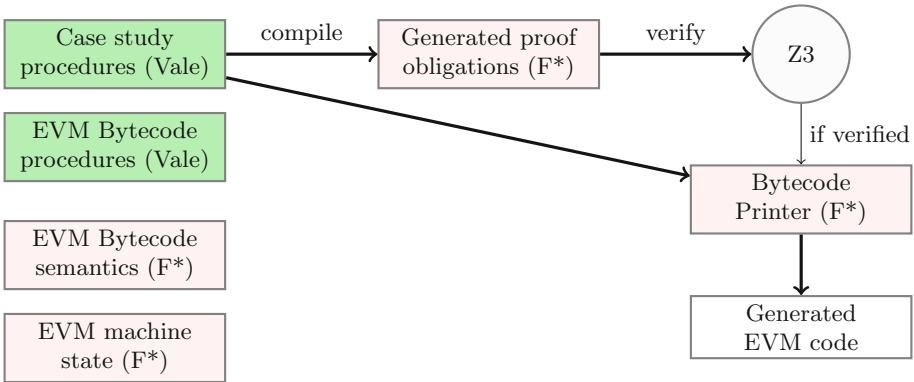 Case study
procedures (Vale)
compile
Generated proof
obligations (F*)
verify
Z3
EVM Bytecode
procedures (Vale)
if verified
Bytecode
Printer (F*)
EVM Bytecode
semantics (F*)
Generated
EVM code
EVM machine
state (F*)